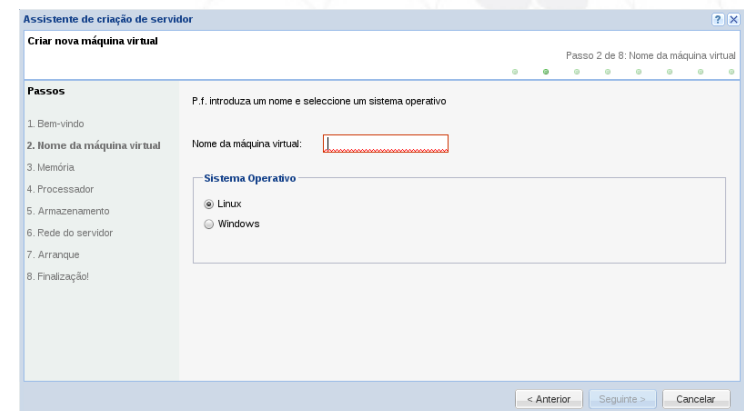 Assistente de criação de servidor
Criar nova máquina virtual
Passo 2 de 8: Nome da máquina virtual
Passos
1. Bem-vindo
2. Nome da máquina virtual
3. Memória
4. Processador
5. Armazenamento
6. Rede do servidor
7. Arranque
8. Finalização!
P.f. introduza um nome e seleccione um sistema operativo
Nome da máquina virtual:
Sistema Operativo
Linux
Windows
< Anterior
Seguinte >
Cancelar